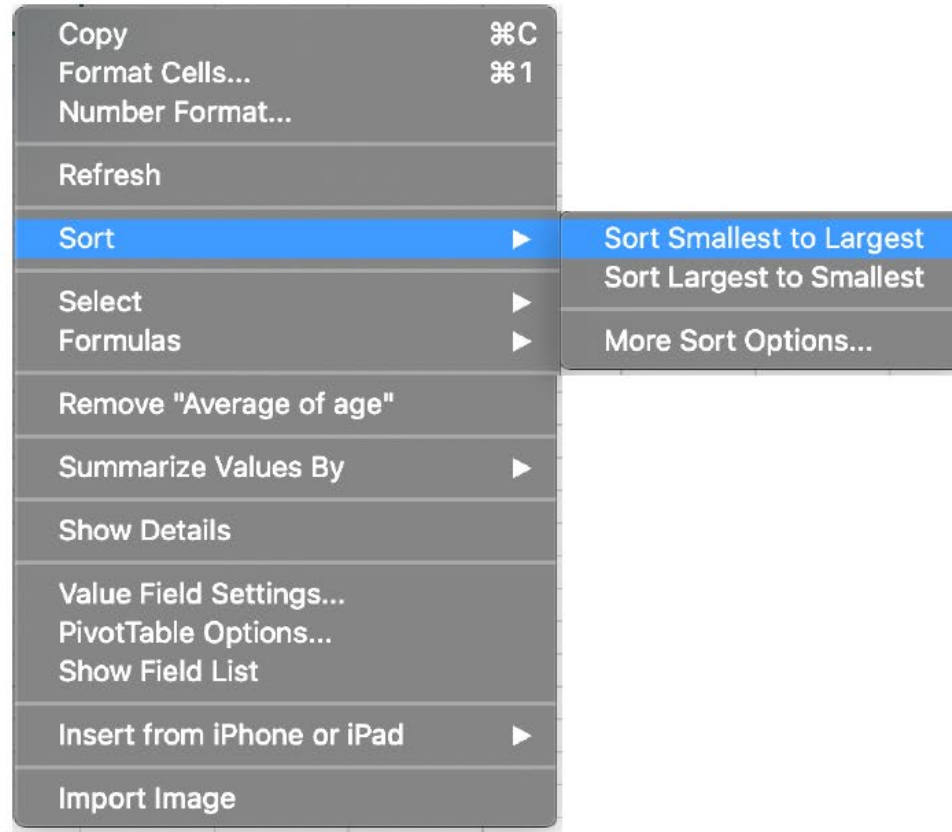 Copy ⌘C
Format Cells... ⌘1
Number Format...
Refresh
Sort
Sort Smallest to Largest
Sort Largest to Smallest
More Sort Options...
Select
Formulas
Remove "Average of age"
Summarize Values By
Show Details
Value Field Settings...
PivotTable Options...
Show Field List
Insert from iPhone or iPad
Import Image